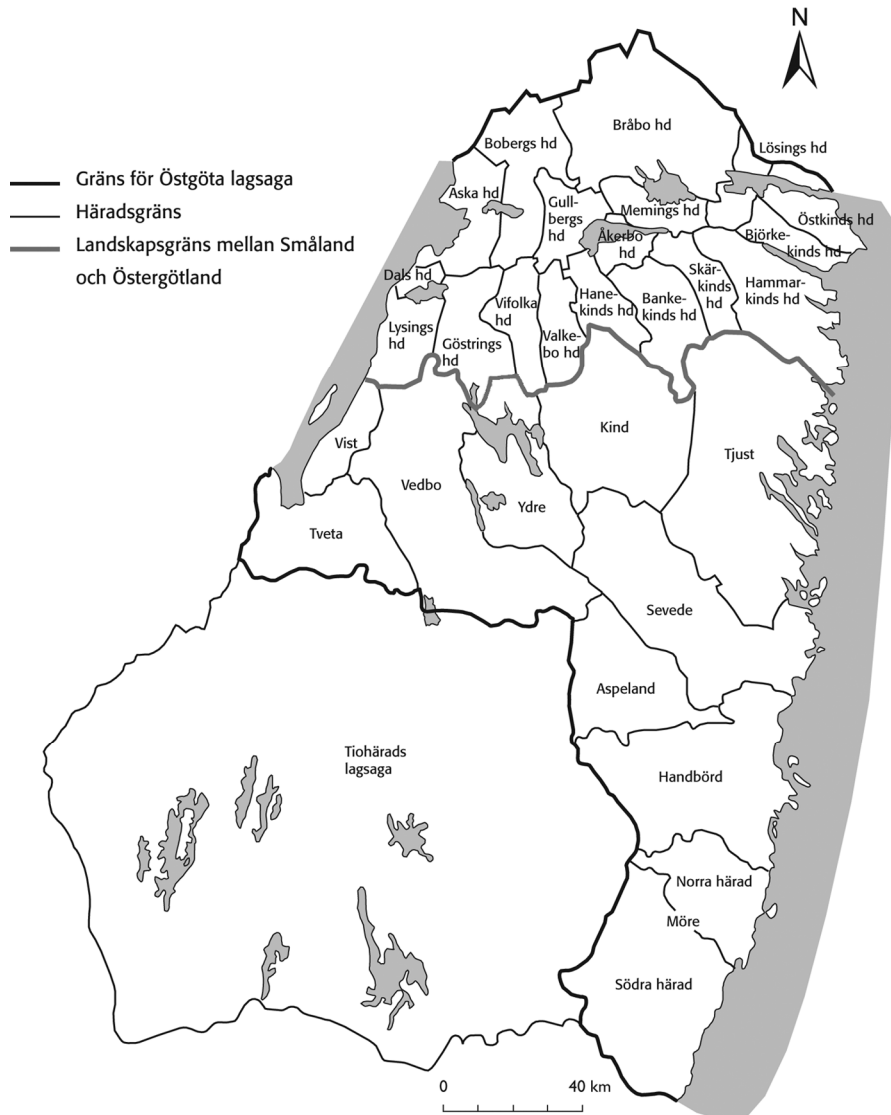 N
Gräns för Östgöta lagsaga
Häradsgräns
Landskapsgräns mellan Småland
och Östergötland
Bråbo hd
Bobergs hd
Lösings hd
Aska hd
Gull-
bergs
hd
Memings hd
Östkinds hd
Åkerbo
hd
Björke-
kinds hd
Dals hd
Skär-
kinds
hd
Hammar-
kinds hd
Hane-
kinds hd
Banke-
kinds hd
Vifolka
hd
Lysings
hd
Göstrings
hd
Valke-
bo hd
Kind
Vist
Tjust
Vedbo
Ydre
Tveta
Sevede
Aspeland
Tiohärads
lagsaga
Handbörd
Norra härad
Möre
Södra härad
0 40 km